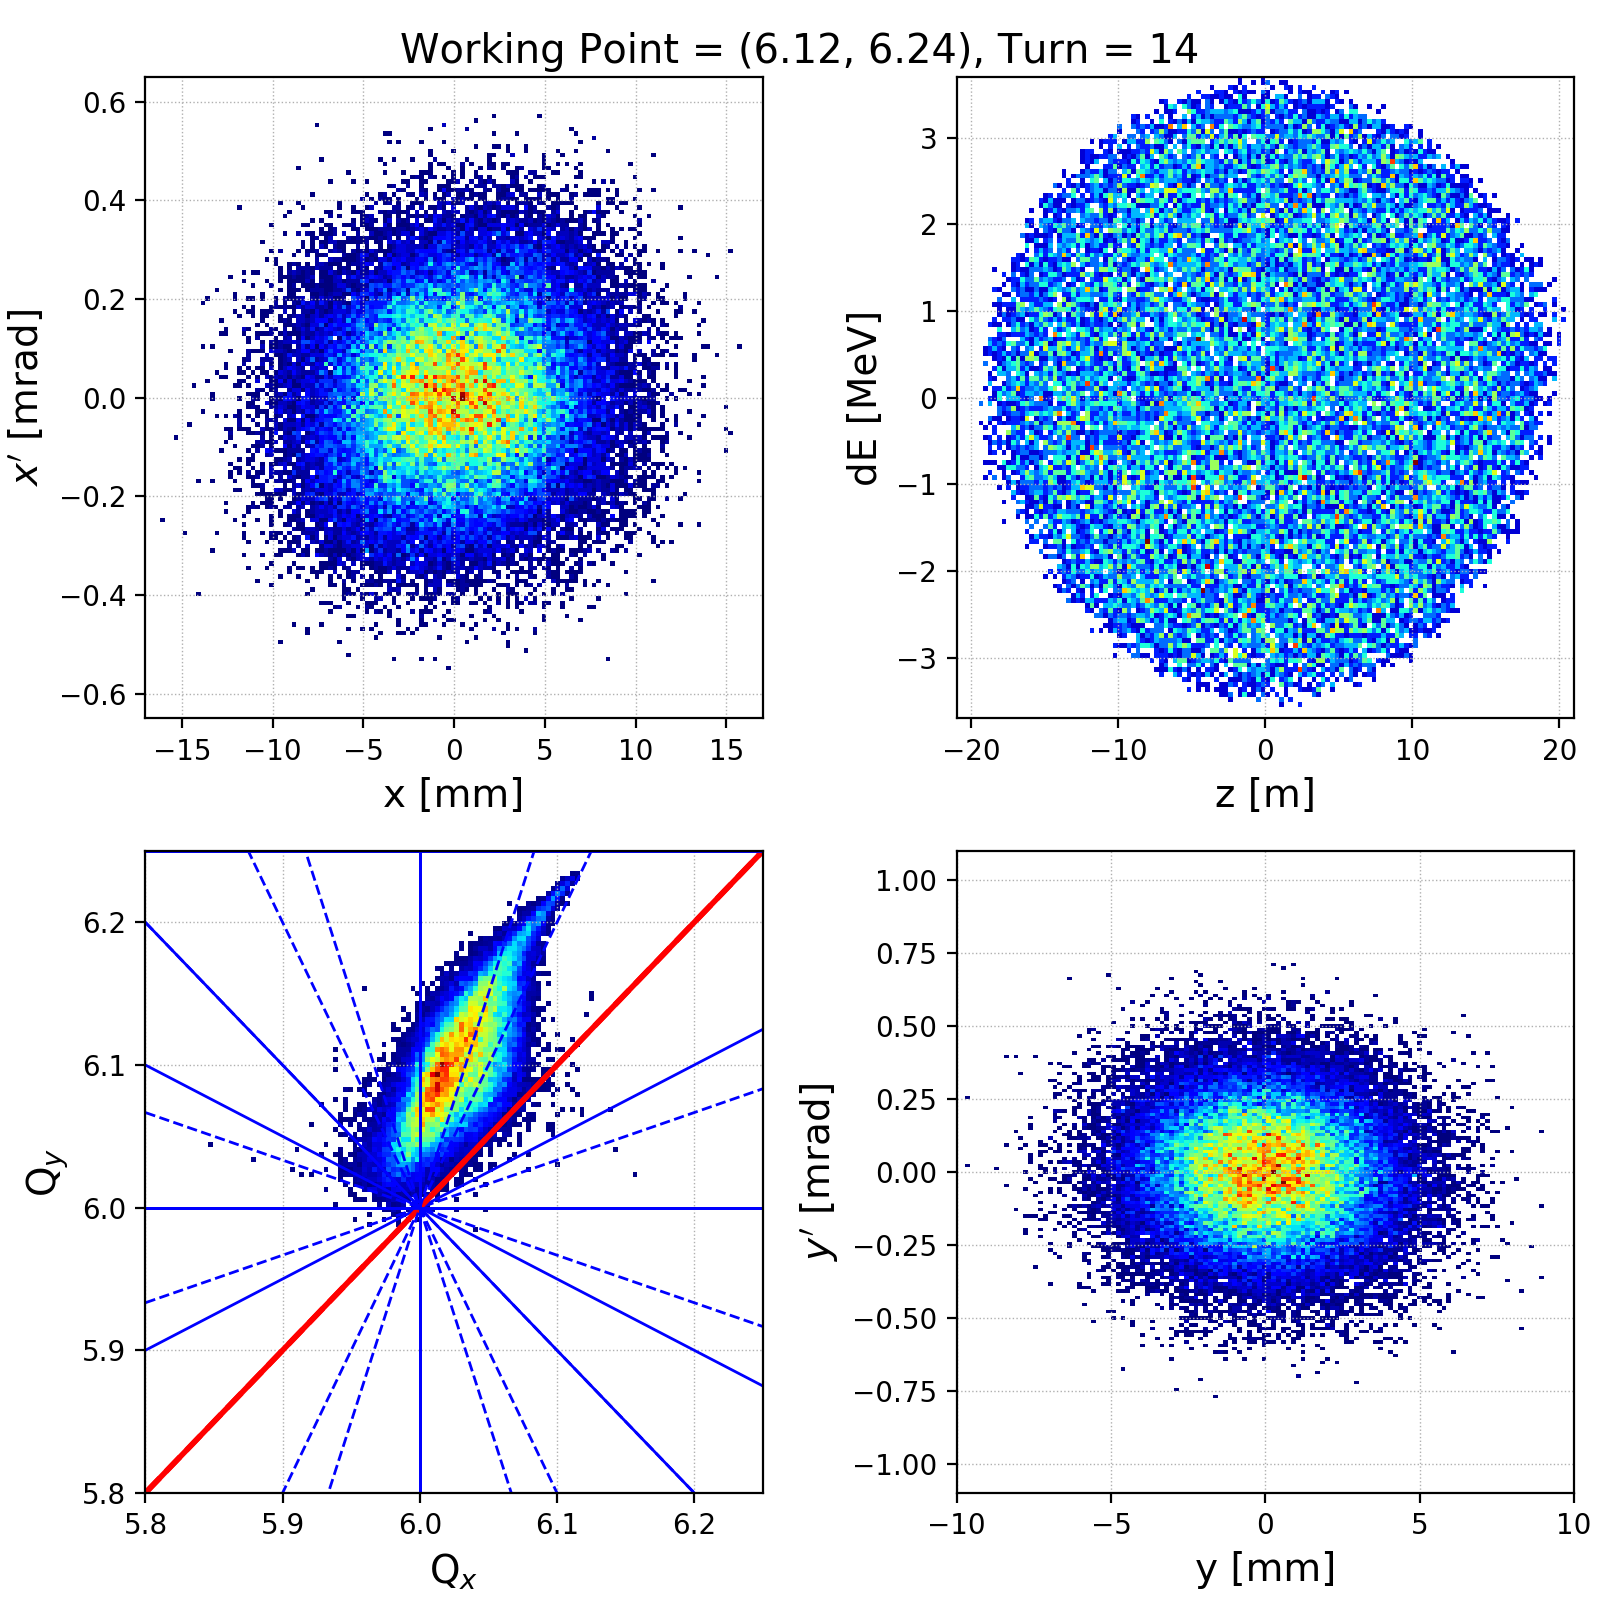 Working Point = (6.12, 6.24), Turn = 14
0.6
0.4
0.2
0.0
−0.2
−0.4
−0.6
x′ [mrad]
−15 −10 −5 0 5 10 15
x [mm]
3
2
1
0
−1
−2
−3
dE [MeV]
−20 −10 0 10 20
z [m]
6.2
6.1
6.0
5.9
5.8
Qy
5.8 5.9 6.0 6.1 6.2
Qx
1.00
0.75
0.50
0.25
0.00
−0.25
−0.50
−0.75
−1.00
y′ [mrad]
−10 −5 0 5 10
y [mm]